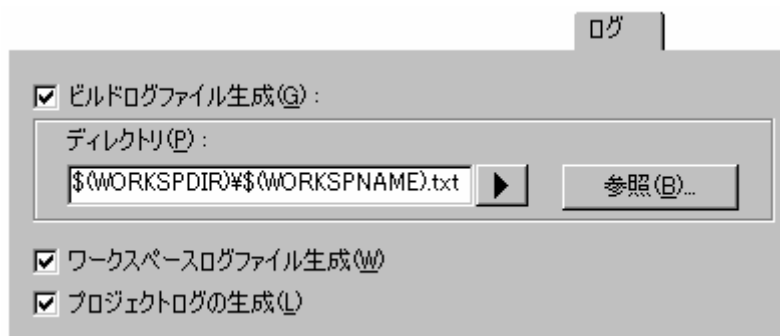 ログ
ビルドログファイル生成(G) :
ディレクトリ(P) :
$(WORKSPDIR)¥$(WORKSPNAME).txt
参照(B)...
ワークスペースログファイル生成(W)
プロジェクトログの生成(L)